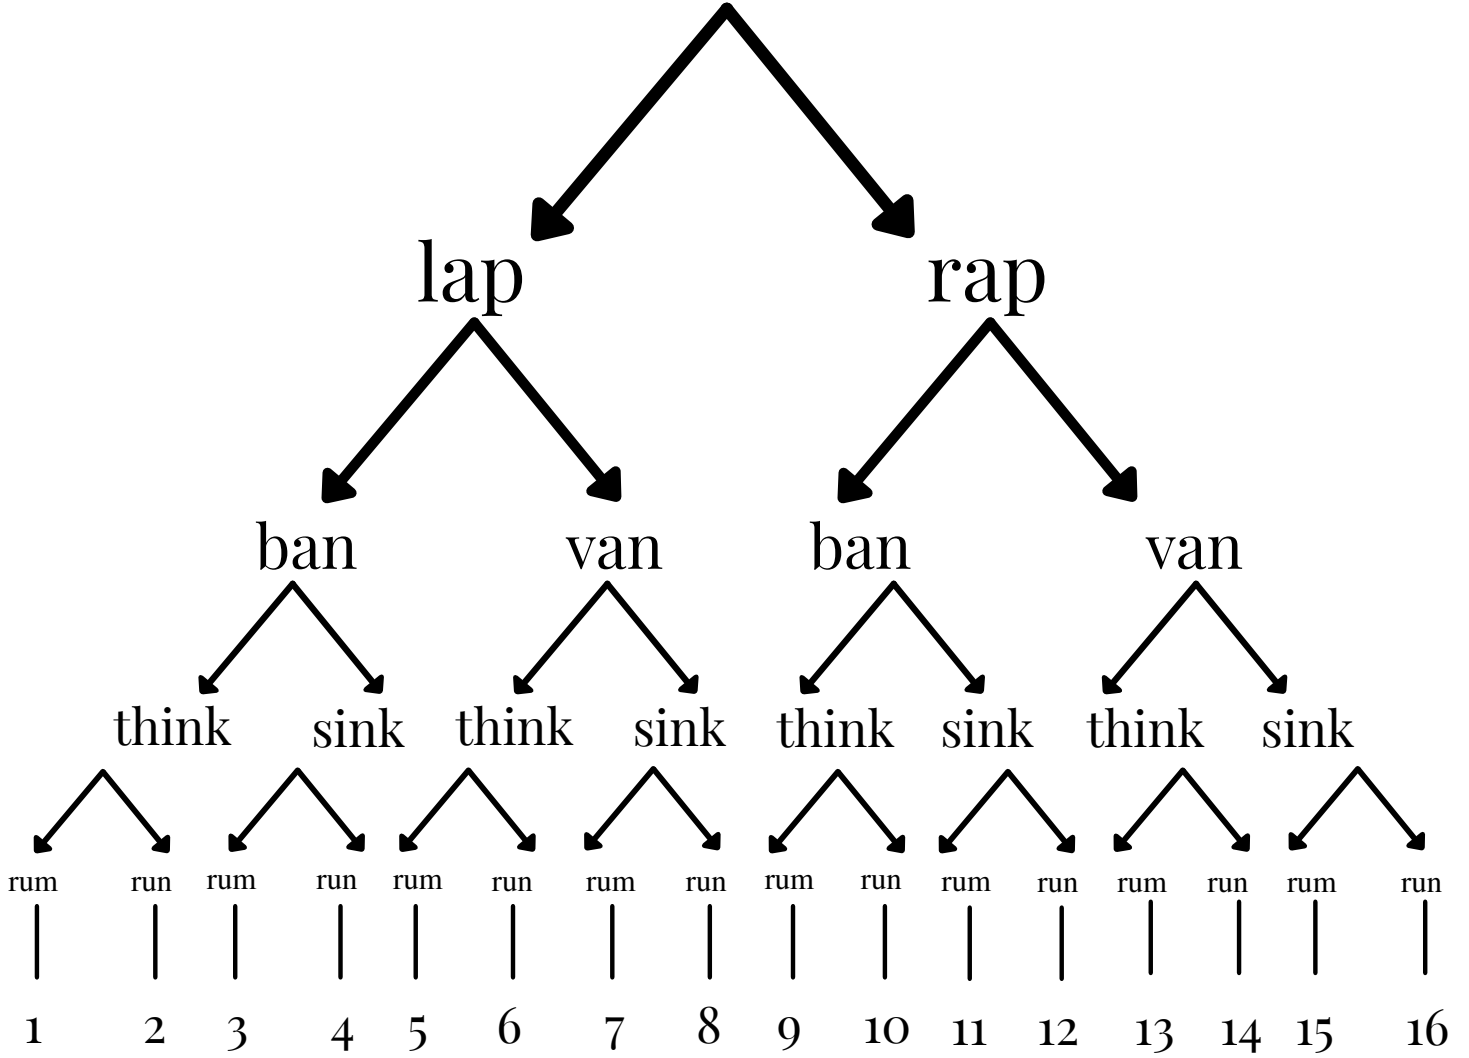 lap rap
ban van ban van
think sink think sink think sink think sink
rum run rum run rum run rum run rum run rum run rum run rum run
1 2 3 4 5 6 7 8 9 10 11 12 13 14 15 16